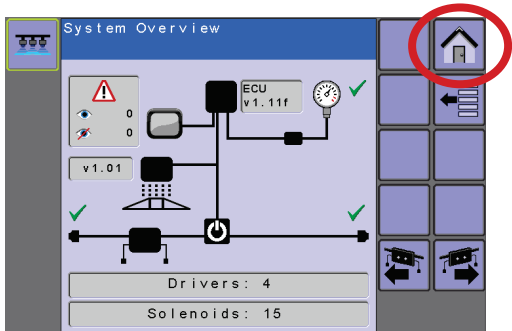 System Overview
ECU
v1.11f
0
0
v1.01
Drivers: 4
Solenoids: 15